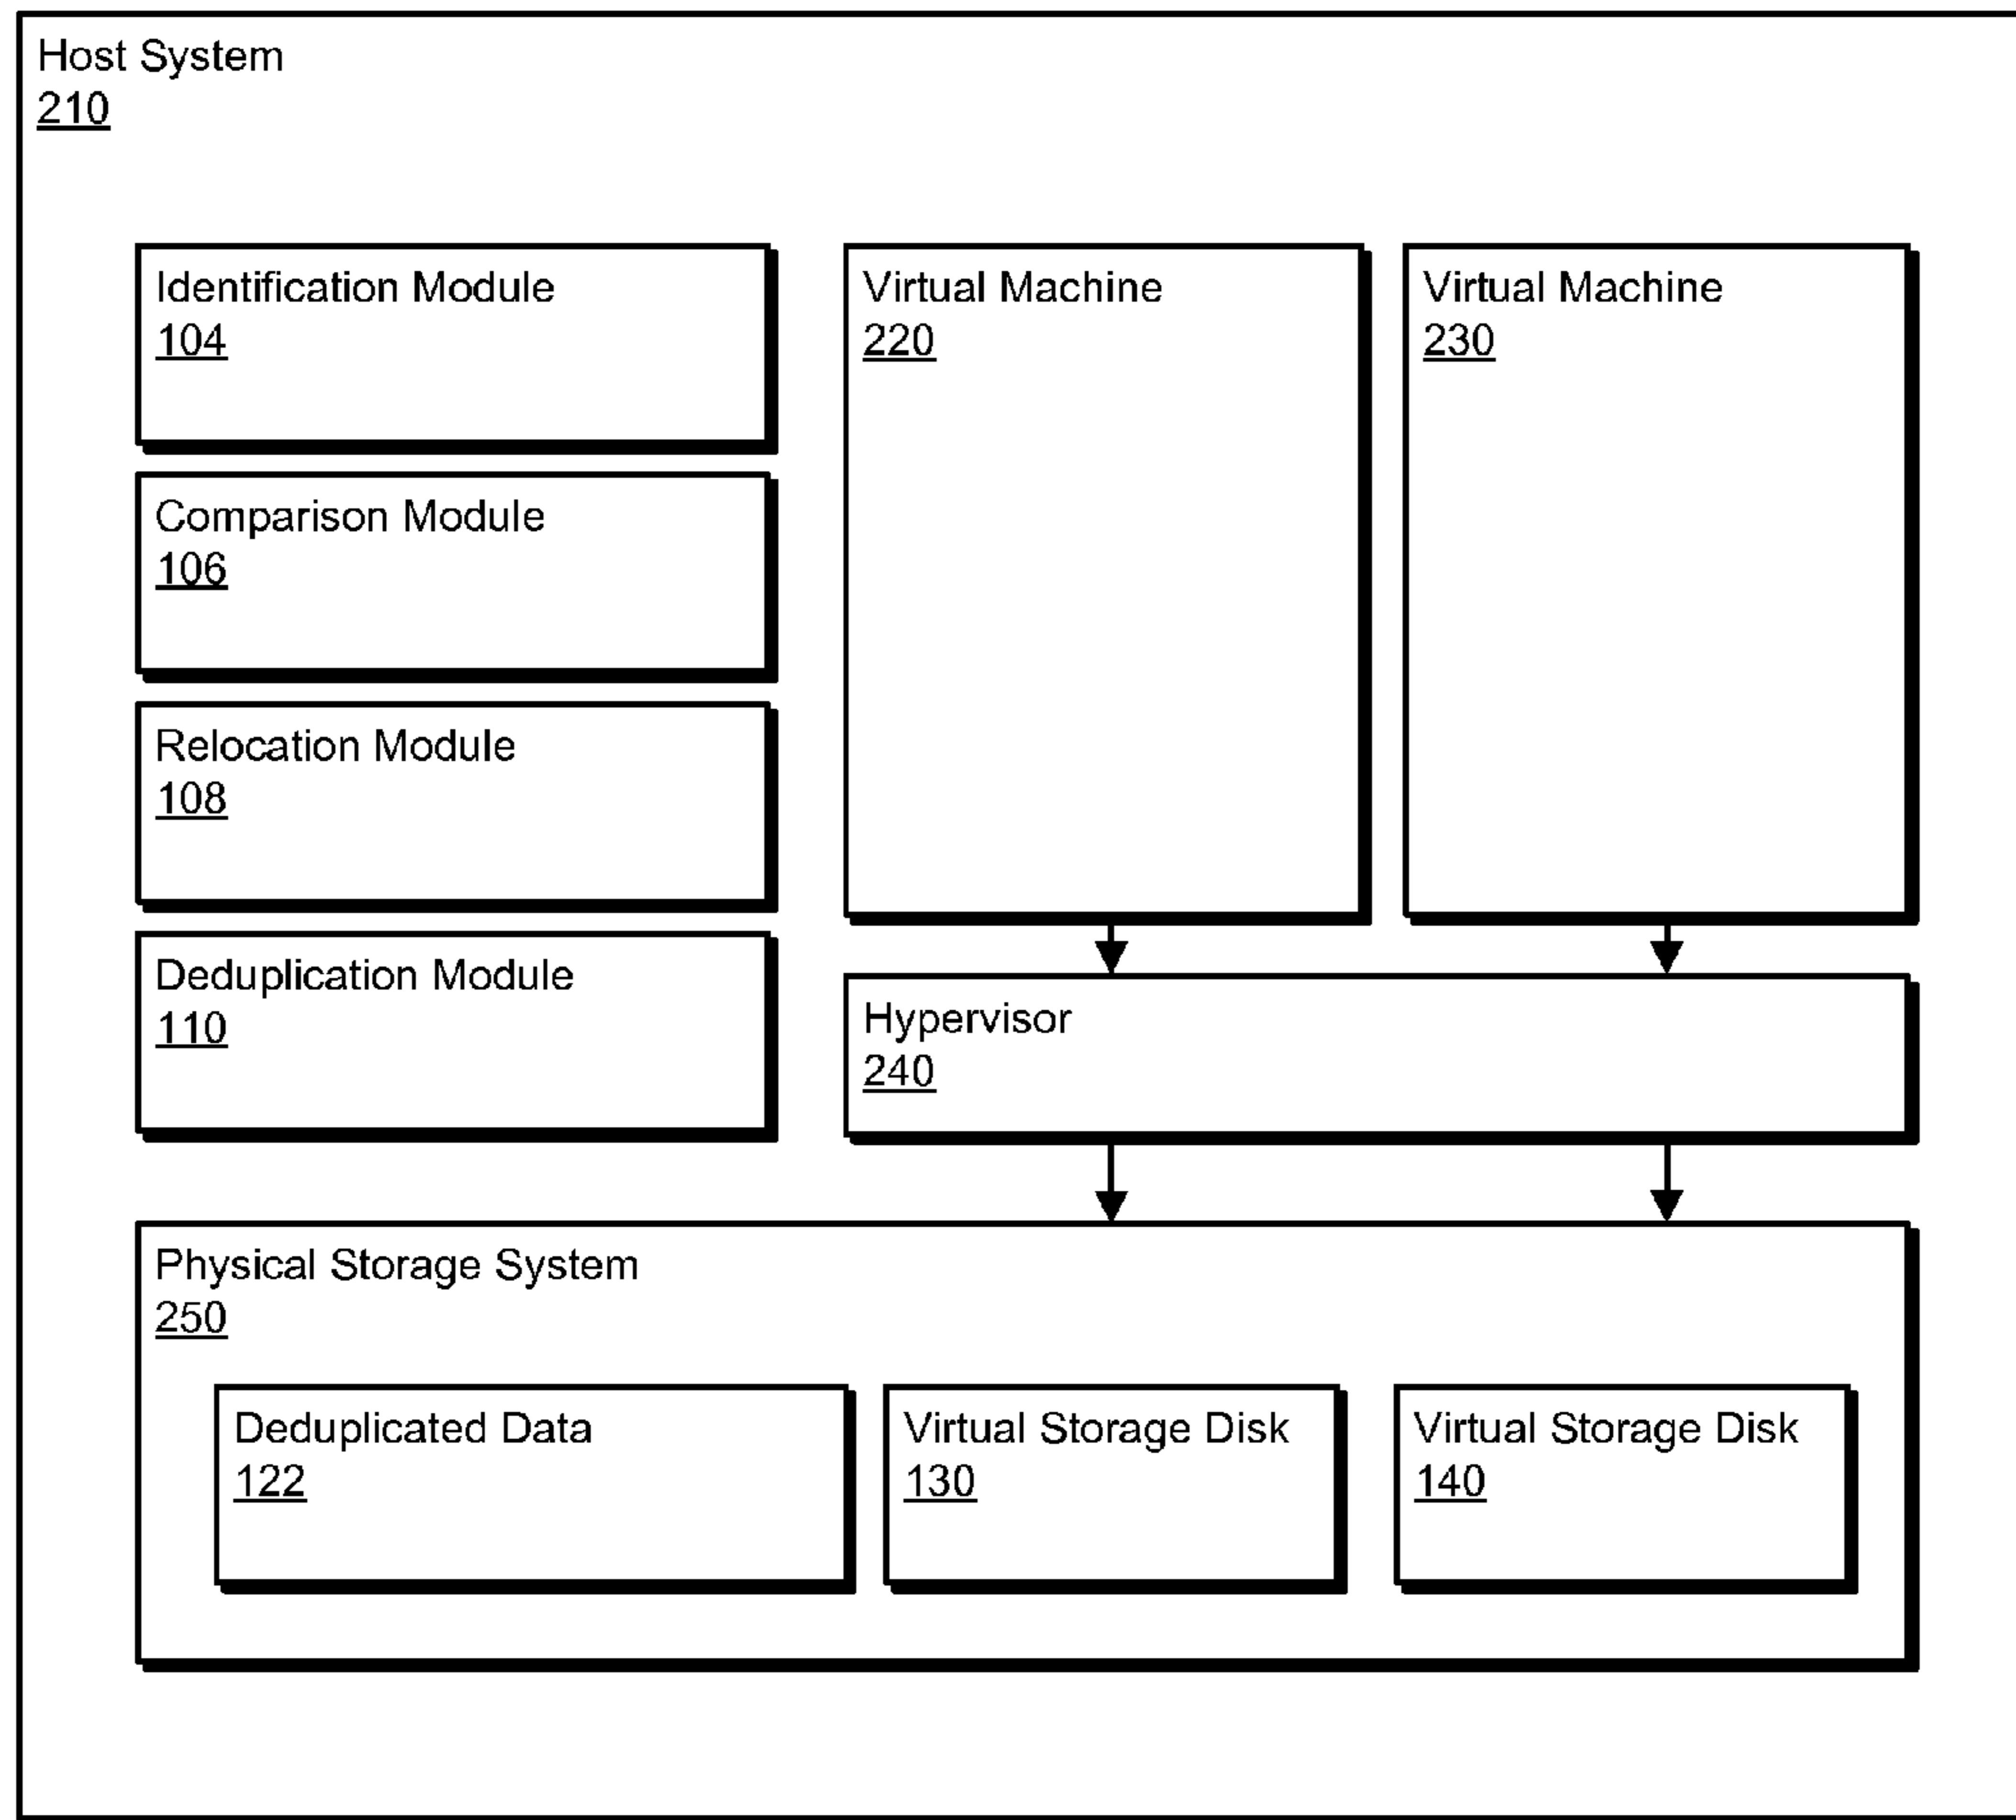 Host System
210
Identification Module
104
Comparison Module
106
Relocation Module
108
Deduplication Module
110
Virtual Machine
220
Virtual Machine
230
Hypervisor
240
Physical Storage System
250
Deduplicated Data
122
Virtual Storage Disk
130
Virtual Storage Disk
140